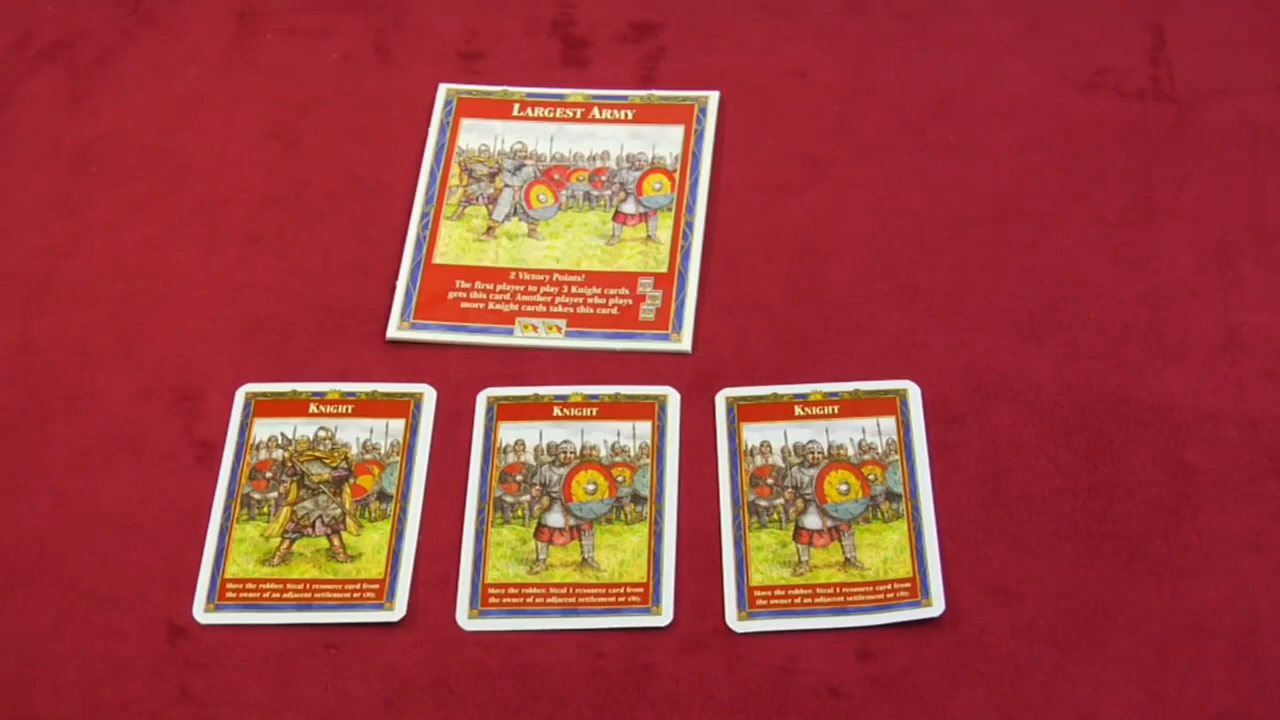 LARGEST ARMY
2 Victory Points!
The first player to play 3 Knight cards
gets this card. Another player who plays
more Knight cards takes this card.
KNIGHT
Move the robber. Steal 1 resource card from
the owner of an adjacent settlement or city.
KNIGHT
Move the robber. Steal 1 resource card from
the owner of an adjacent settlement or city.
KNIGHT
Move the robber. Steal 1 resource card from
the owner of an adjacent settlement or city.